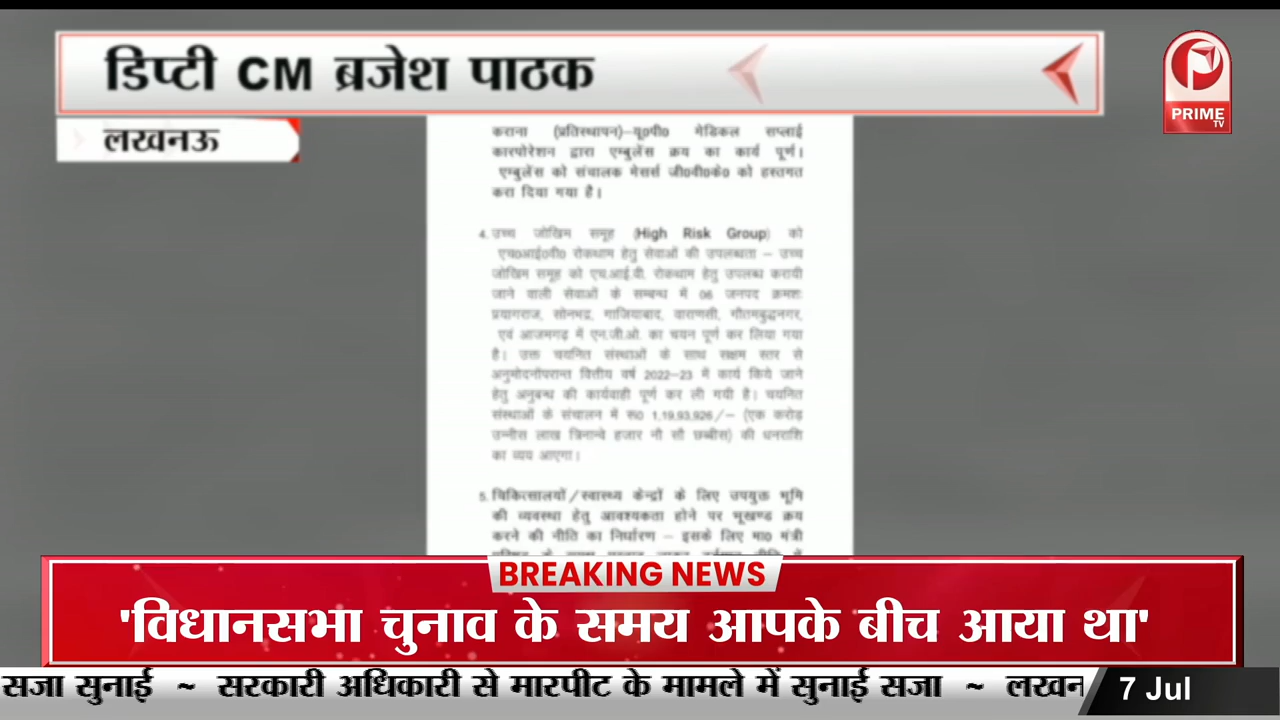 डिप्टी CM ब्रजेश पाठक
लखनऊ
PRIME
TV
कराना (प्रतिस्थापन)–यू0पी0 मेडिकल सप्लाई
कारपोरेशन द्वारा एम्बुलेंस क्रय का कार्य पूर्ण।
एम्बुलेंस को संचालक मेसर्स जी0वी0के0 को हस्तगत
करा दिया गया है।
4. उच्च जोखिम समूह (High Risk Group) को
एच0आई0वी0 रोकथाम हेतु सेवाओं की उपलब्धता – उच्च
जोखिम समूह को एच.आई.वी. रोकथाम हेतु उपलब्ध करायी
जाने वाली सेवाओं के सम्बन्ध में 06 जनपद क्रमशः
प्रयागराज, सोनभद्र, गाजियाबाद, वाराणसी, गौतमबुद्धनगर,
एवं आजमगढ़ में एन.जी.ओ. का चयन पूर्ण कर लिया गया
है। उक्त चयनित संस्थाओं के साथ सक्षम स्तर से
अनुमोदनोपरान्त वित्तीय वर्ष 2022–23 में कार्य किये जाने
हेतु अनुबन्ध की कार्यवाही पूर्ण कर ली गयी है। चयनित
संस्थाओं के संचालन में रू0 1,19,93,926/– (एक करोड़
उन्नीस लाख त्रिनान्वे हजार नौ सौ छब्बीस) की धनराशि
का व्यय आएगा।
5. चिकित्सालयों/स्वास्थ्य केन्द्रों के लिए उपयुक्त भूमि
की व्यवस्था हेतु आवश्यकता होने पर भूखण्ड क्रय
करने की नीति का निर्धारण – इसके लिए मा0 मंत्री
BREAKING NEWS
'विधानसभा चुनाव के समय आपके बीच आया था'
सजा सुनाई ~ सरकारी अधिकारी से मारपीट के मामले में सुनाई सजा ~ लखन
7 Jul